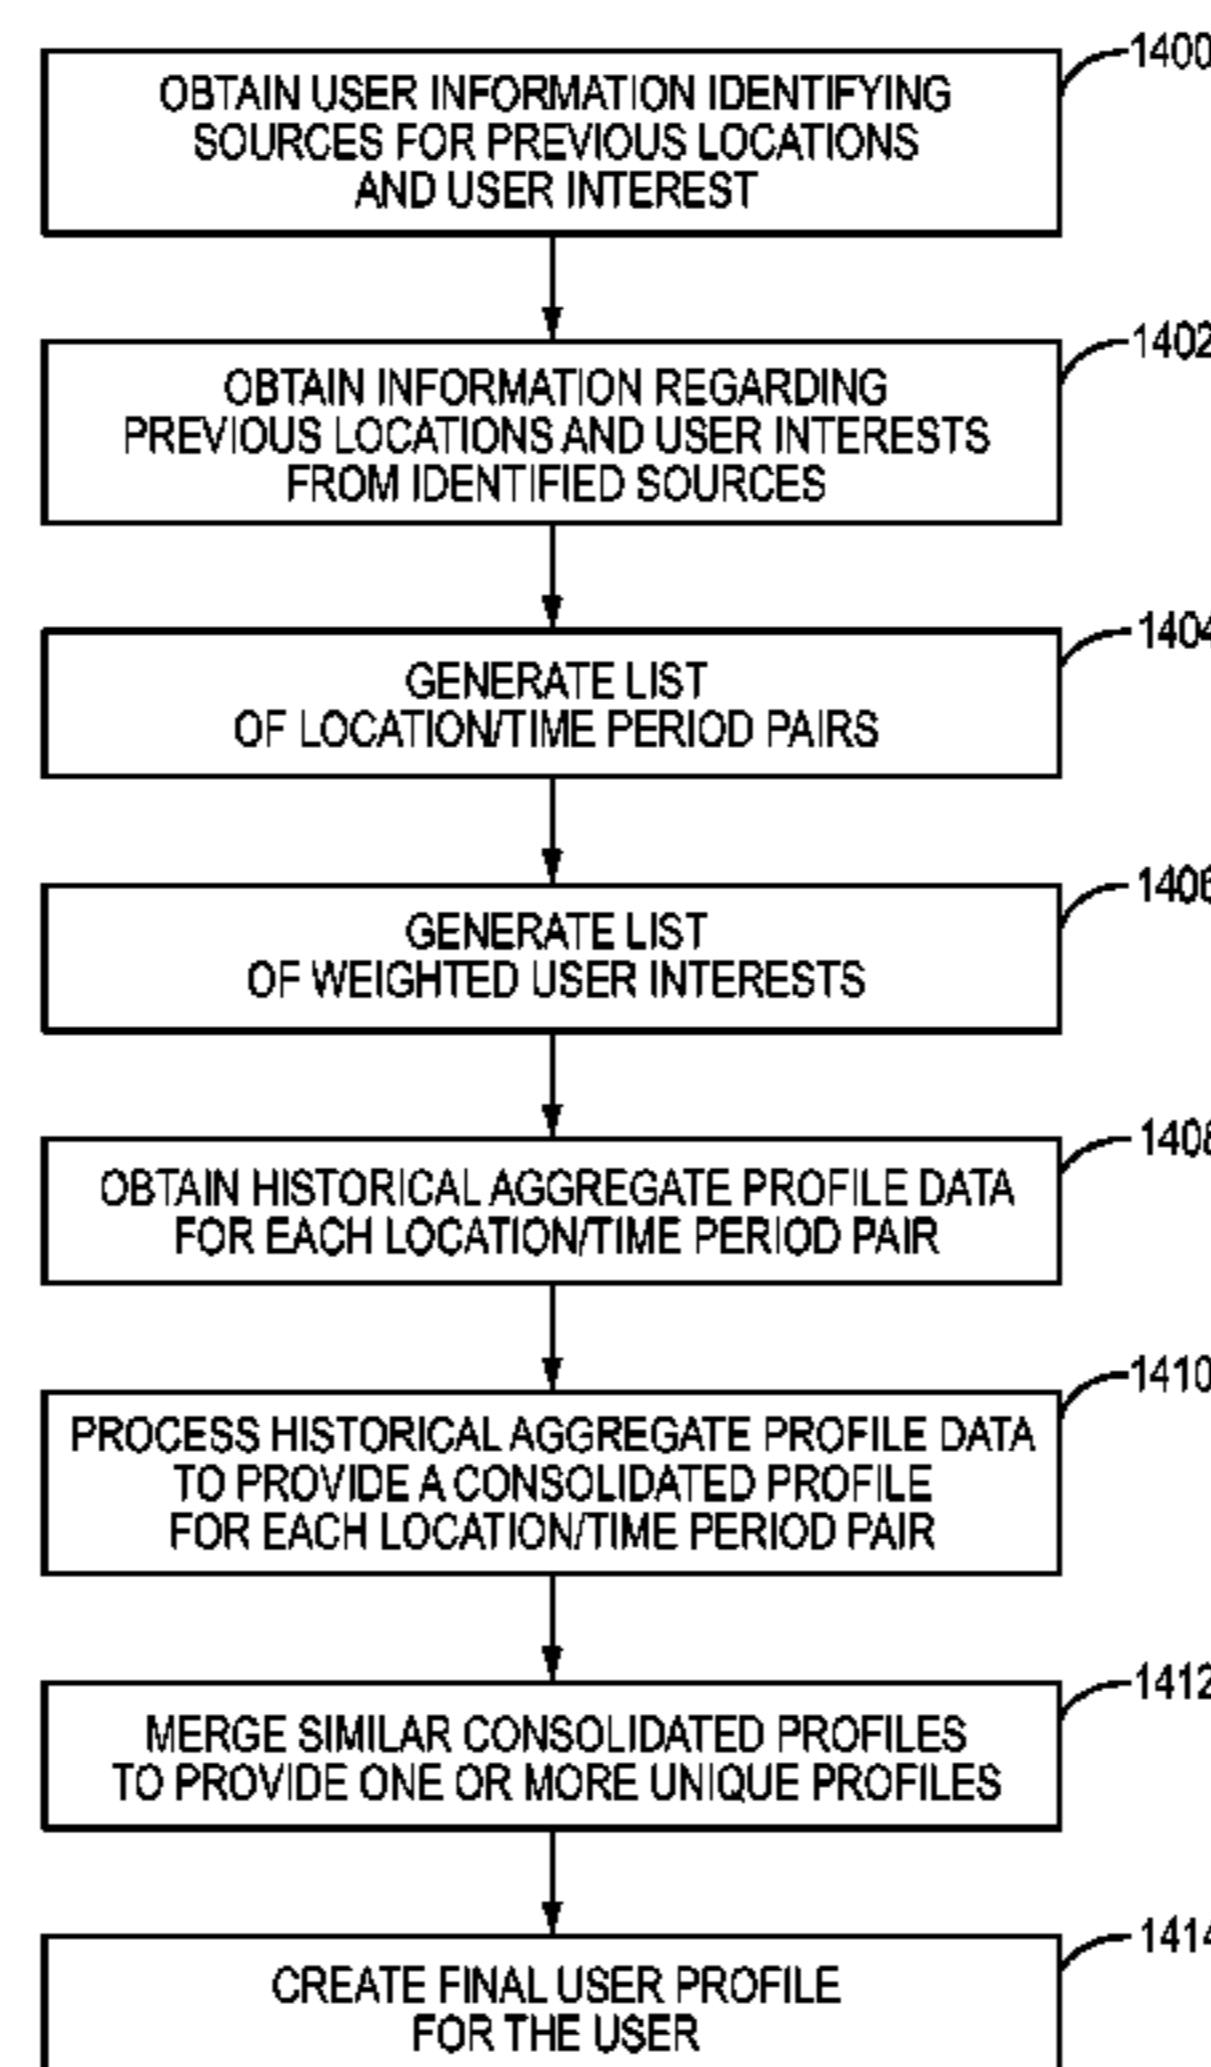 1400
OBTAIN USER INFORMATION IDENTIFYING
SOURCES FOR PREVIOUS LOCATIONS
AND USER INTEREST
1402
OBTAIN INFORMATION REGARDING
PREVIOUS LOCATIONS AND USER INTERESTS
FROM IDENTIFIED SOURCES
1404
GENERATE LIST
OF LOCATION/TIME PERIOD PAIRS
1406
GENERATE LIST
OF WEIGHTED USER INTERESTS
1408
OBTAIN HISTORICAL AGGREGATE PROFILE DATA
FOR EACH LOCATION/TIME PERIOD PAIR
1410
PROCESS HISTORICAL AGGREGATE PROFILE DATA
TO PROVIDE A CONSOLIDATED PROFILE
FOR EACH LOCATION/TIME PERIOD PAIR
1412
MERGE SIMILAR CONSOLIDATED PROFILES
TO PROVIDE ONE OR MORE UNIQUE PROFILES
1414
CREATE FINAL USER PROFILE
FOR THE USER